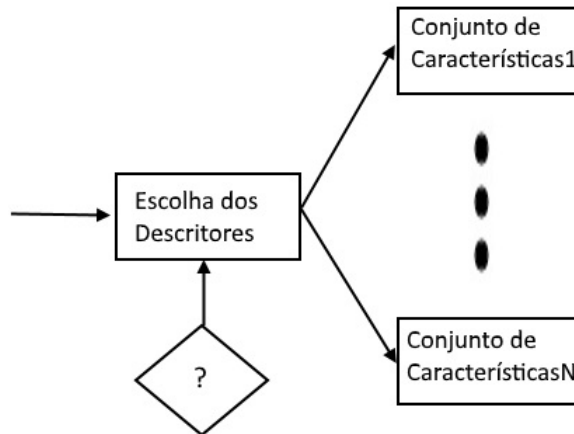 Conjunto de
Características1
Escolha dos
Descritores
?
Conjunto de
CaracterísticasN